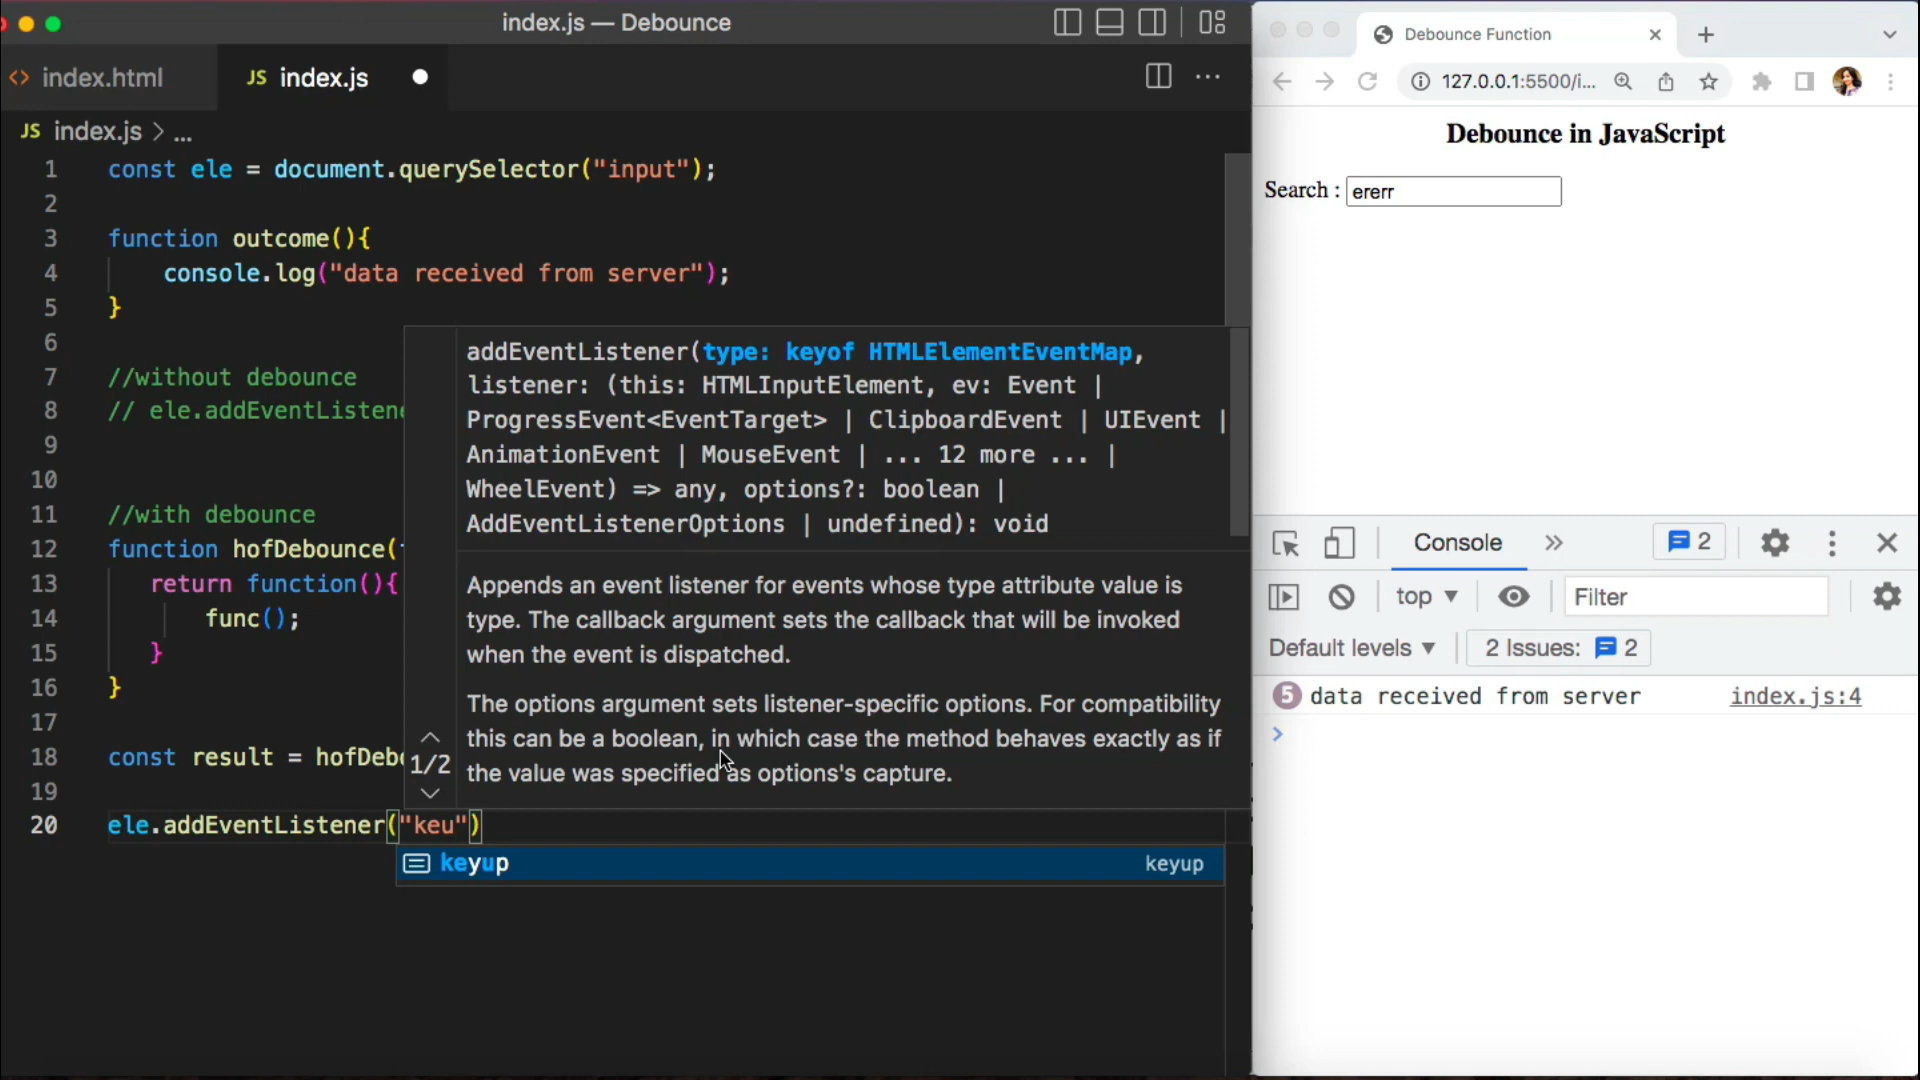 index.js — Debounce
index.html
JS index.js
JS index.js > ...
1 const ele = document.querySelector("input");
2
3 function outcome(){
4 console.log("data received from server");
5 }
6
7 //without debounce
8 // ele.addEventListene
9
10
11 //with debounce
12 function hofDebounce(
13 return function(){
14 func();
15 }
16 }
17
18 const result = hofDebo
19
20 ele.addEventListener("keu")
addEventListener(type: keyof HTMLElementEventMap,
listener: (this: HTMLInputElement, ev: Event |
ProgressEvent<EventTarget> | ClipboardEvent | UIEvent |
AnimationEvent | MouseEvent | ... 12 more ... |
WheelEvent) => any, options?: boolean |
AddEventListenerOptions | undefined): void
Appends an event listener for events whose type attribute value is
type. The callback argument sets the callback that will be invoked
when the event is dispatched.
The options argument sets listener-specific options. For compatibility
this can be a boolean, in which case the method behaves exactly as if
the value was specified as options's capture.
1/2
keyup keyup
Debounce Function
127.0.0.1:5500/i...
Debounce in JavaScript
Search : ererr
Console 2
top Filter
Default levels 2 Issues: 2
5 data received from server index.js:4